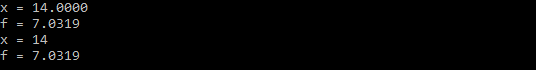 x = 14.0000
f = 7.0319
x = 14
f = 7.0319